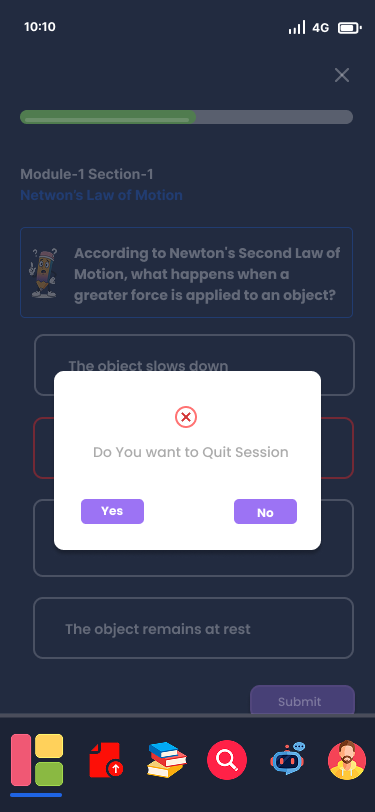 10:10
4G
Module-1 Section-1
Netwon's Law of Motion
According to Newton's Second Law of
Motion, what happens when a
greater force is applied to an object?
The object slows down
Do You want to Quit Session
Yes
No
The object remains at rest
Submit